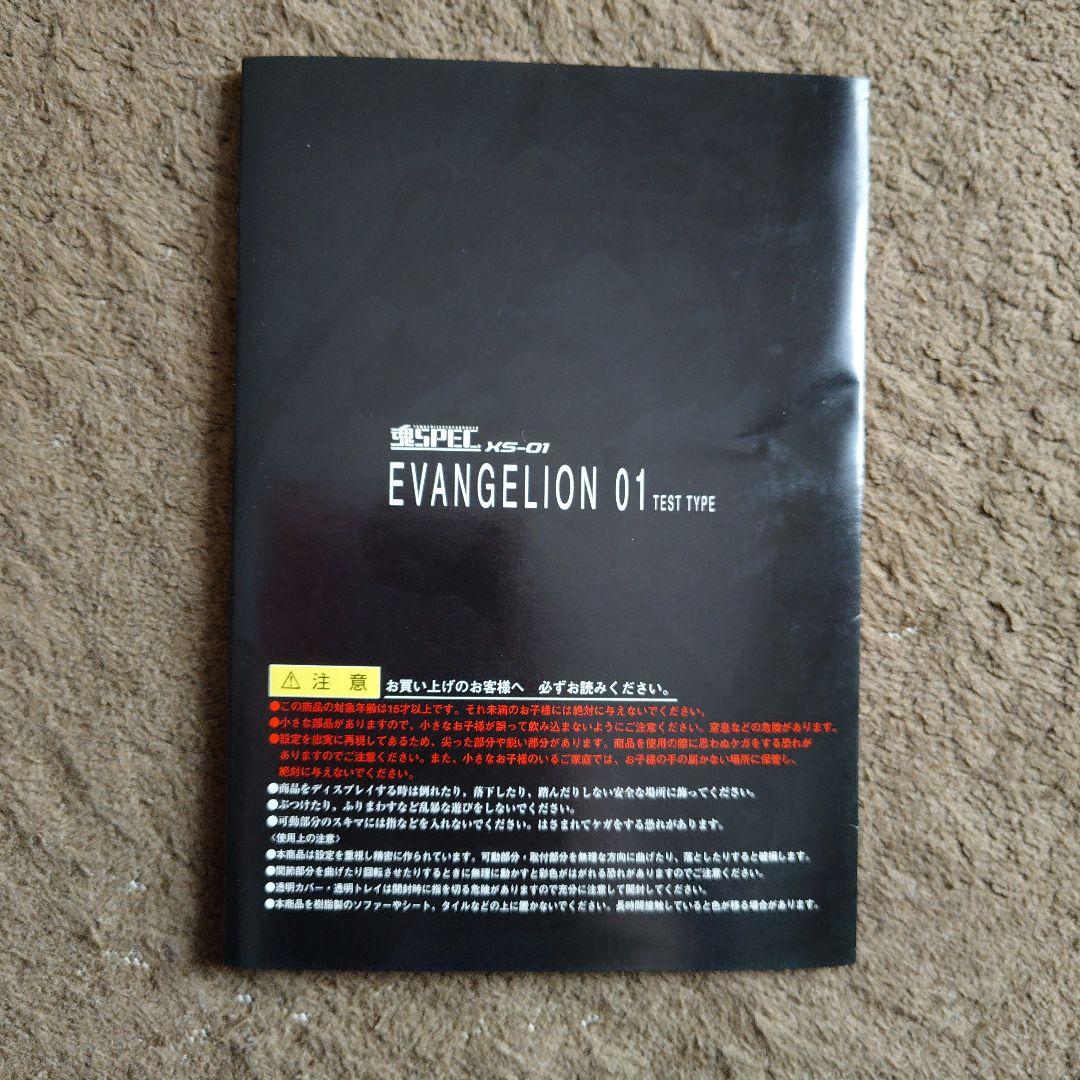 魂SPEC XS-01
EVANGELION 01 TEST TYPE
⚠ 注意 お買い上げのお客様へ 必ずお読みください。
●この商品の対象年齢は15才以上です。それ未満のお子様には絶対に与えないでください。
●小さな部品がありますので、小さなお子様が誤って飲み込まないようにご注意ください。窒息などの危険があります。
●設定を忠実に再現してあるため、尖った部分や鋭い部分があります。商品を使用の際に思わぬケガをする恐れが
ありますのでご注意ください。また、小さなお子様のいるご家庭では、お子様の手の届かない場所に保管し、
絶対に与えないでください。
●商品をディスプレイする時は倒れたり、落下したり、踏んだりしない安全な場所に飾ってください。
●ぶつけたり、ふりまわすなど乱暴な遊びをしないでください。
●可動部分のスキマには指などを入れないでください。はさまれてケガをする恐れがあります。
〈使用上の注意〉
●本商品は設定を重視し精密に作られています。可動部分・取付部分を無理な方向に曲げたり、落としたりすると破損します。
●関節部分を曲げたり回転させたりするときに無理に動かすと彩色がはがれる恐れがありますのでご注意ください。
●透明カバー・透明トレイは開封時に指を切る危険がありますので充分に注意して開封してください。
●本商品を樹脂製のソファーやシート、タイルなどの上に置かないでください。長時間接触していると色が移る場合があります。